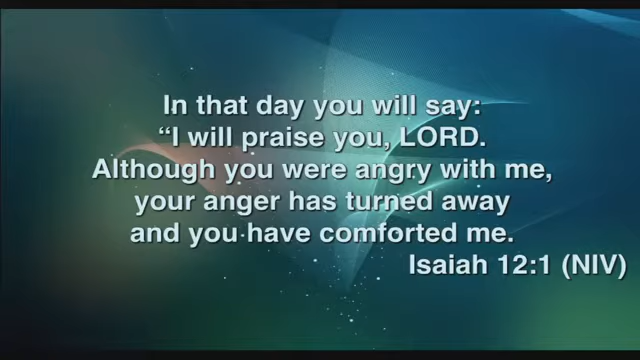 In that day you will say:
“I will praise you, LORD.
Although you were angry with me,
your anger has turned away
and you have comforted me.
Isaiah 12:1 (NIV)